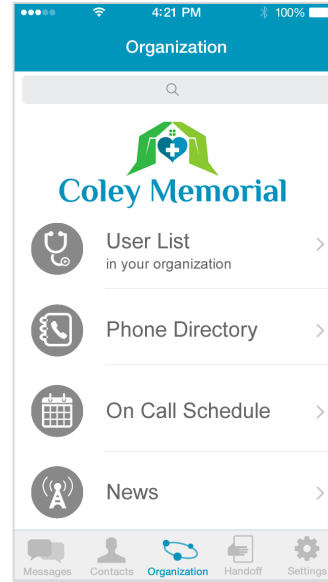 4:21 PM
100%
Organization
Coley Memorial
User List
in your organization
Phone Directory
On Call Schedule
News
Messages
Contacts
Organization
Handoff
Settings